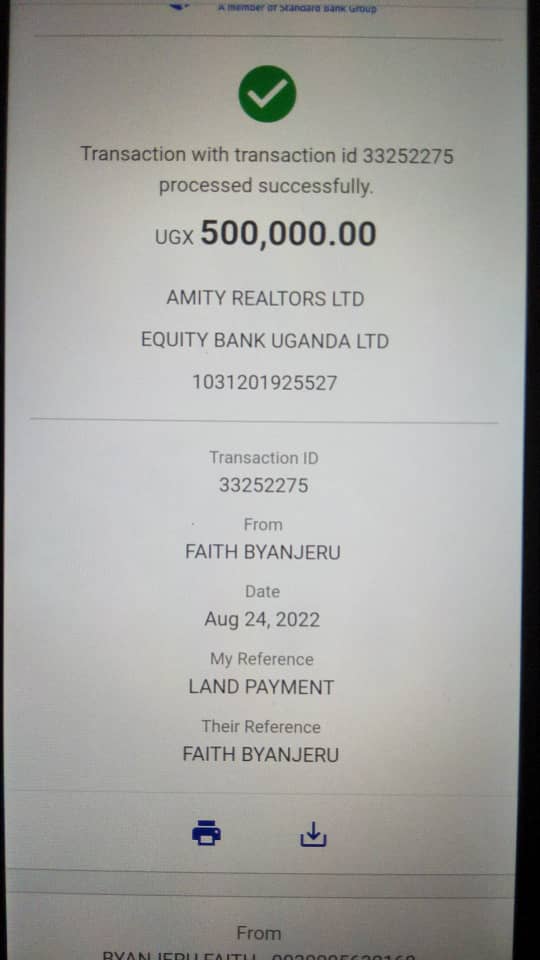 A member of Standard Bank Group
Transaction with transaction id 33252275
processed successfully.
UGX 500,000.00
AMITY REALTORS LTD
EQUITY BANK UGANDA LTD
1031201925527
Transaction ID
33252275
From
FAITH BYANJERU
Date
Aug 24, 2022
My Reference
LAND PAYMENT
Their Reference
FAITH BYANJERU
From
BYANJERU FAITH